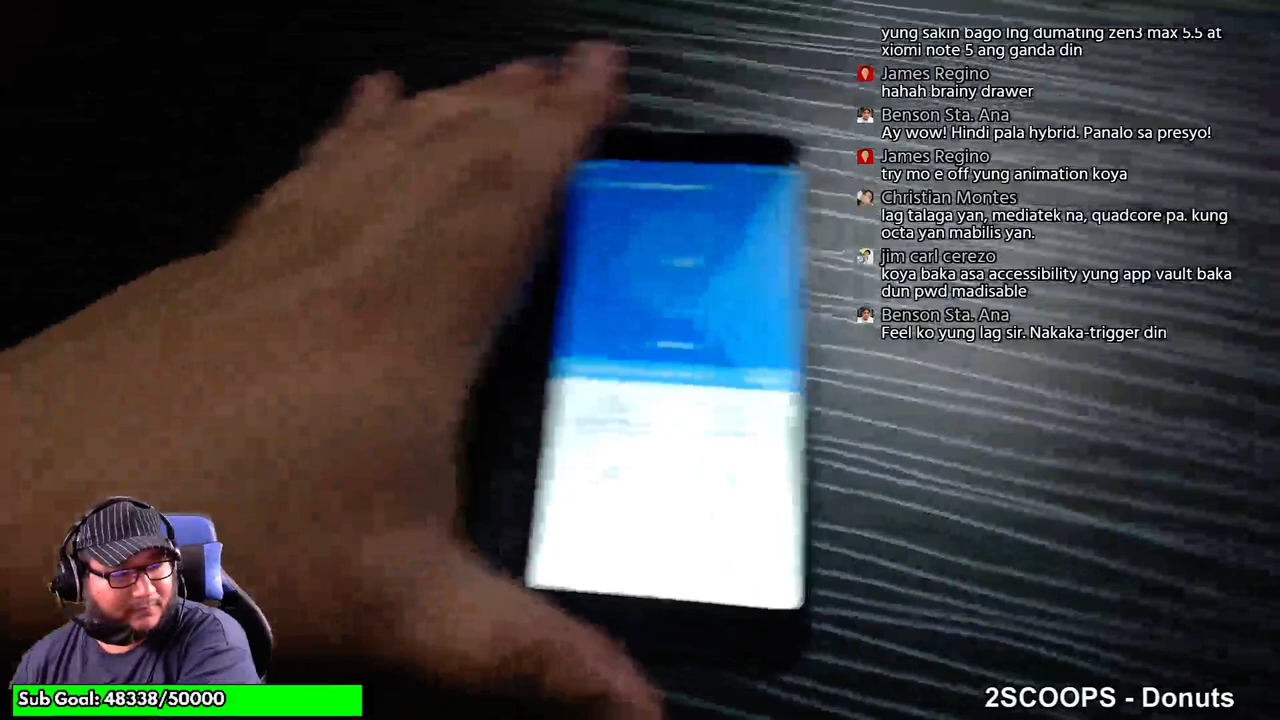 yung sakin bago lng dumating zen3 max 5.5 at
xiomi note 5 ang ganda din
James Regino
hahah brainy drawer
Benson Sta. Ana
Ay wow! Hindi pala hybrid. Panalo sa presyo!
James Regino
try mo e off yung animation koya
Christian Montes
lag talaga yan, mediatek na, quadcore pa. kung
octa yan mabilis yan.
jim carl cerezo
koya baka asa accessibility yung app vault baka
dun pwd madisable
Benson Sta. Ana
Feel ko yung lag sir. Nakaka-trigger din
Sub Goal: 48338/50000
2SCOOPS - Donuts